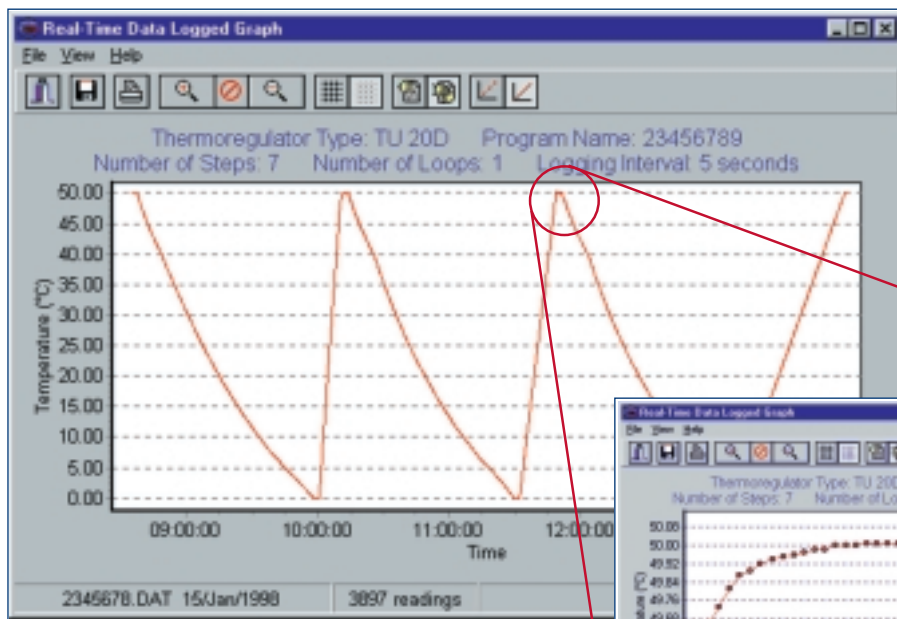 Real-Time Data Logged Graph
File View Help
Thermoregulator Type: TU 20D Program Name: 23456789
Number of Steps: 7 Number of Loops: 1 Logging Interval: 5 seconds
Temperature (°C)
50.00
45.00
40.00
35.00
30.00
25.00
20.00
15.00
10.00
5.00
0.00
09:00:00 10:00:00 11:00:00 12:00:00
Time
2345678.DAT 15/Jan/1998 3897 readings
Real-Time Data Logged Graph
File View Help
Thermoregulator Type: TU 20D
Number of Steps: 7 Number of Lo
50.08
50.00
49.92
49.84
49.76